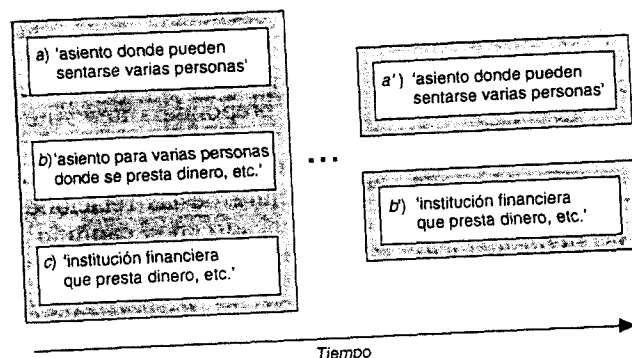 a) 'asiento donde pueden
sentarse varias personas'
b) 'asiento para varias personas
donde se presta dinero, etc.'
c) 'institución financiera
que presta dinero, etc.'
...
a') 'asiento donde pueden
sentarse varias personas'
b') 'institución financiera
que presta dinero, etc.'
Tiempo